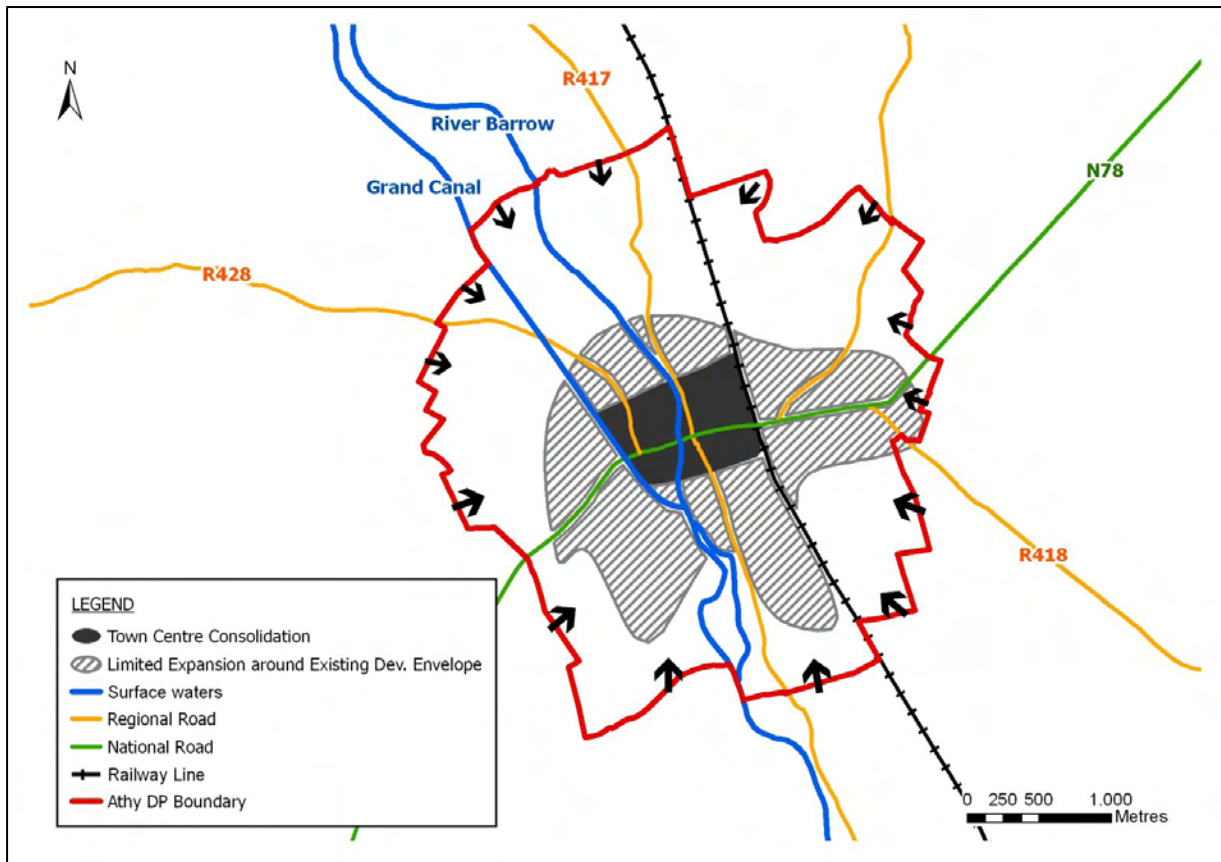 N
R417
River Barrow
Grand Canal
N78
R428
R418
LEGEND
Town Centre Consolidation
Limited Expansion around Existing Dev. Envelope
Surface waters
Regional Road
National Road
Railway Line
Athy DP Boundary
0 250 500 1.000
Metres